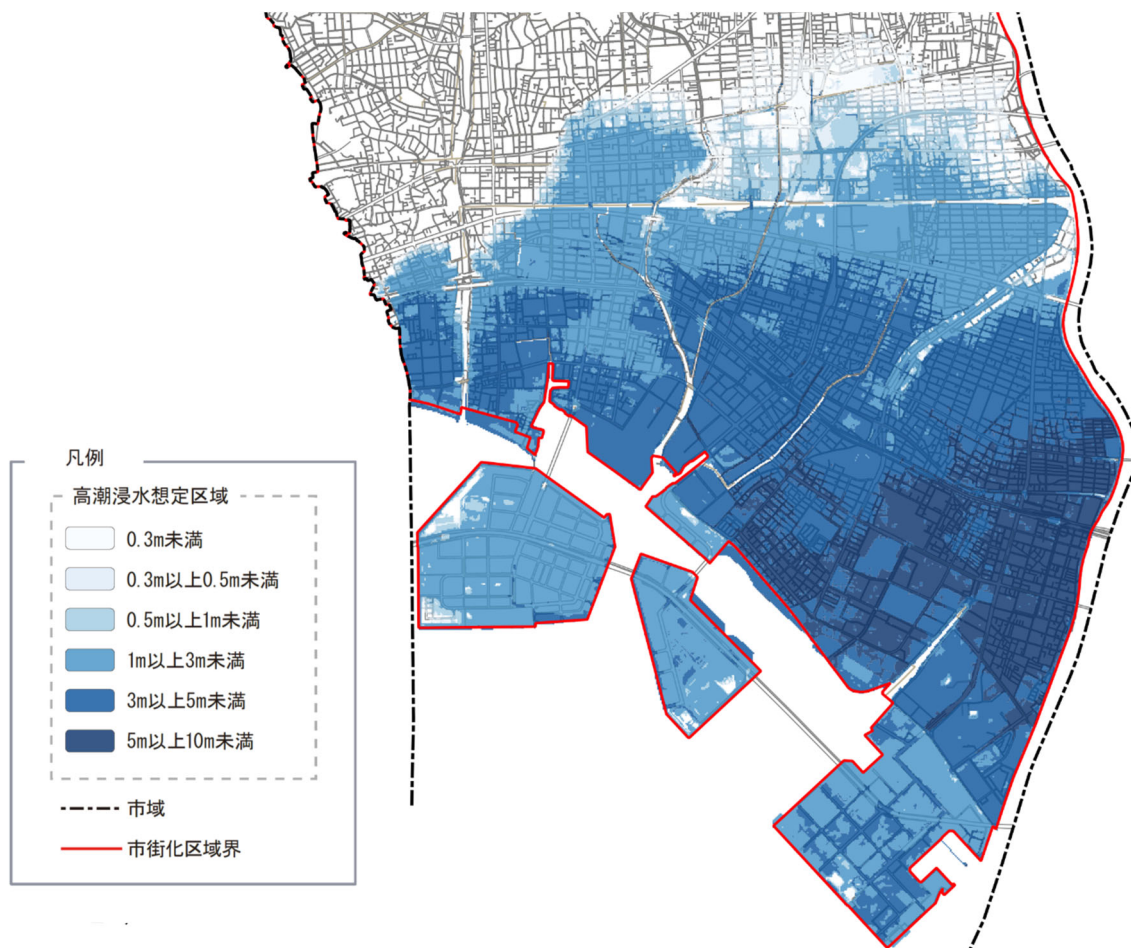 凡例
高潮浸水想定区域
0.3m未満
0.3m以上0.5m未満
0.5m以上1m未満
1m以上3m未満
3m以上5m未満
5m以上10m未満
市域
市街化区域界